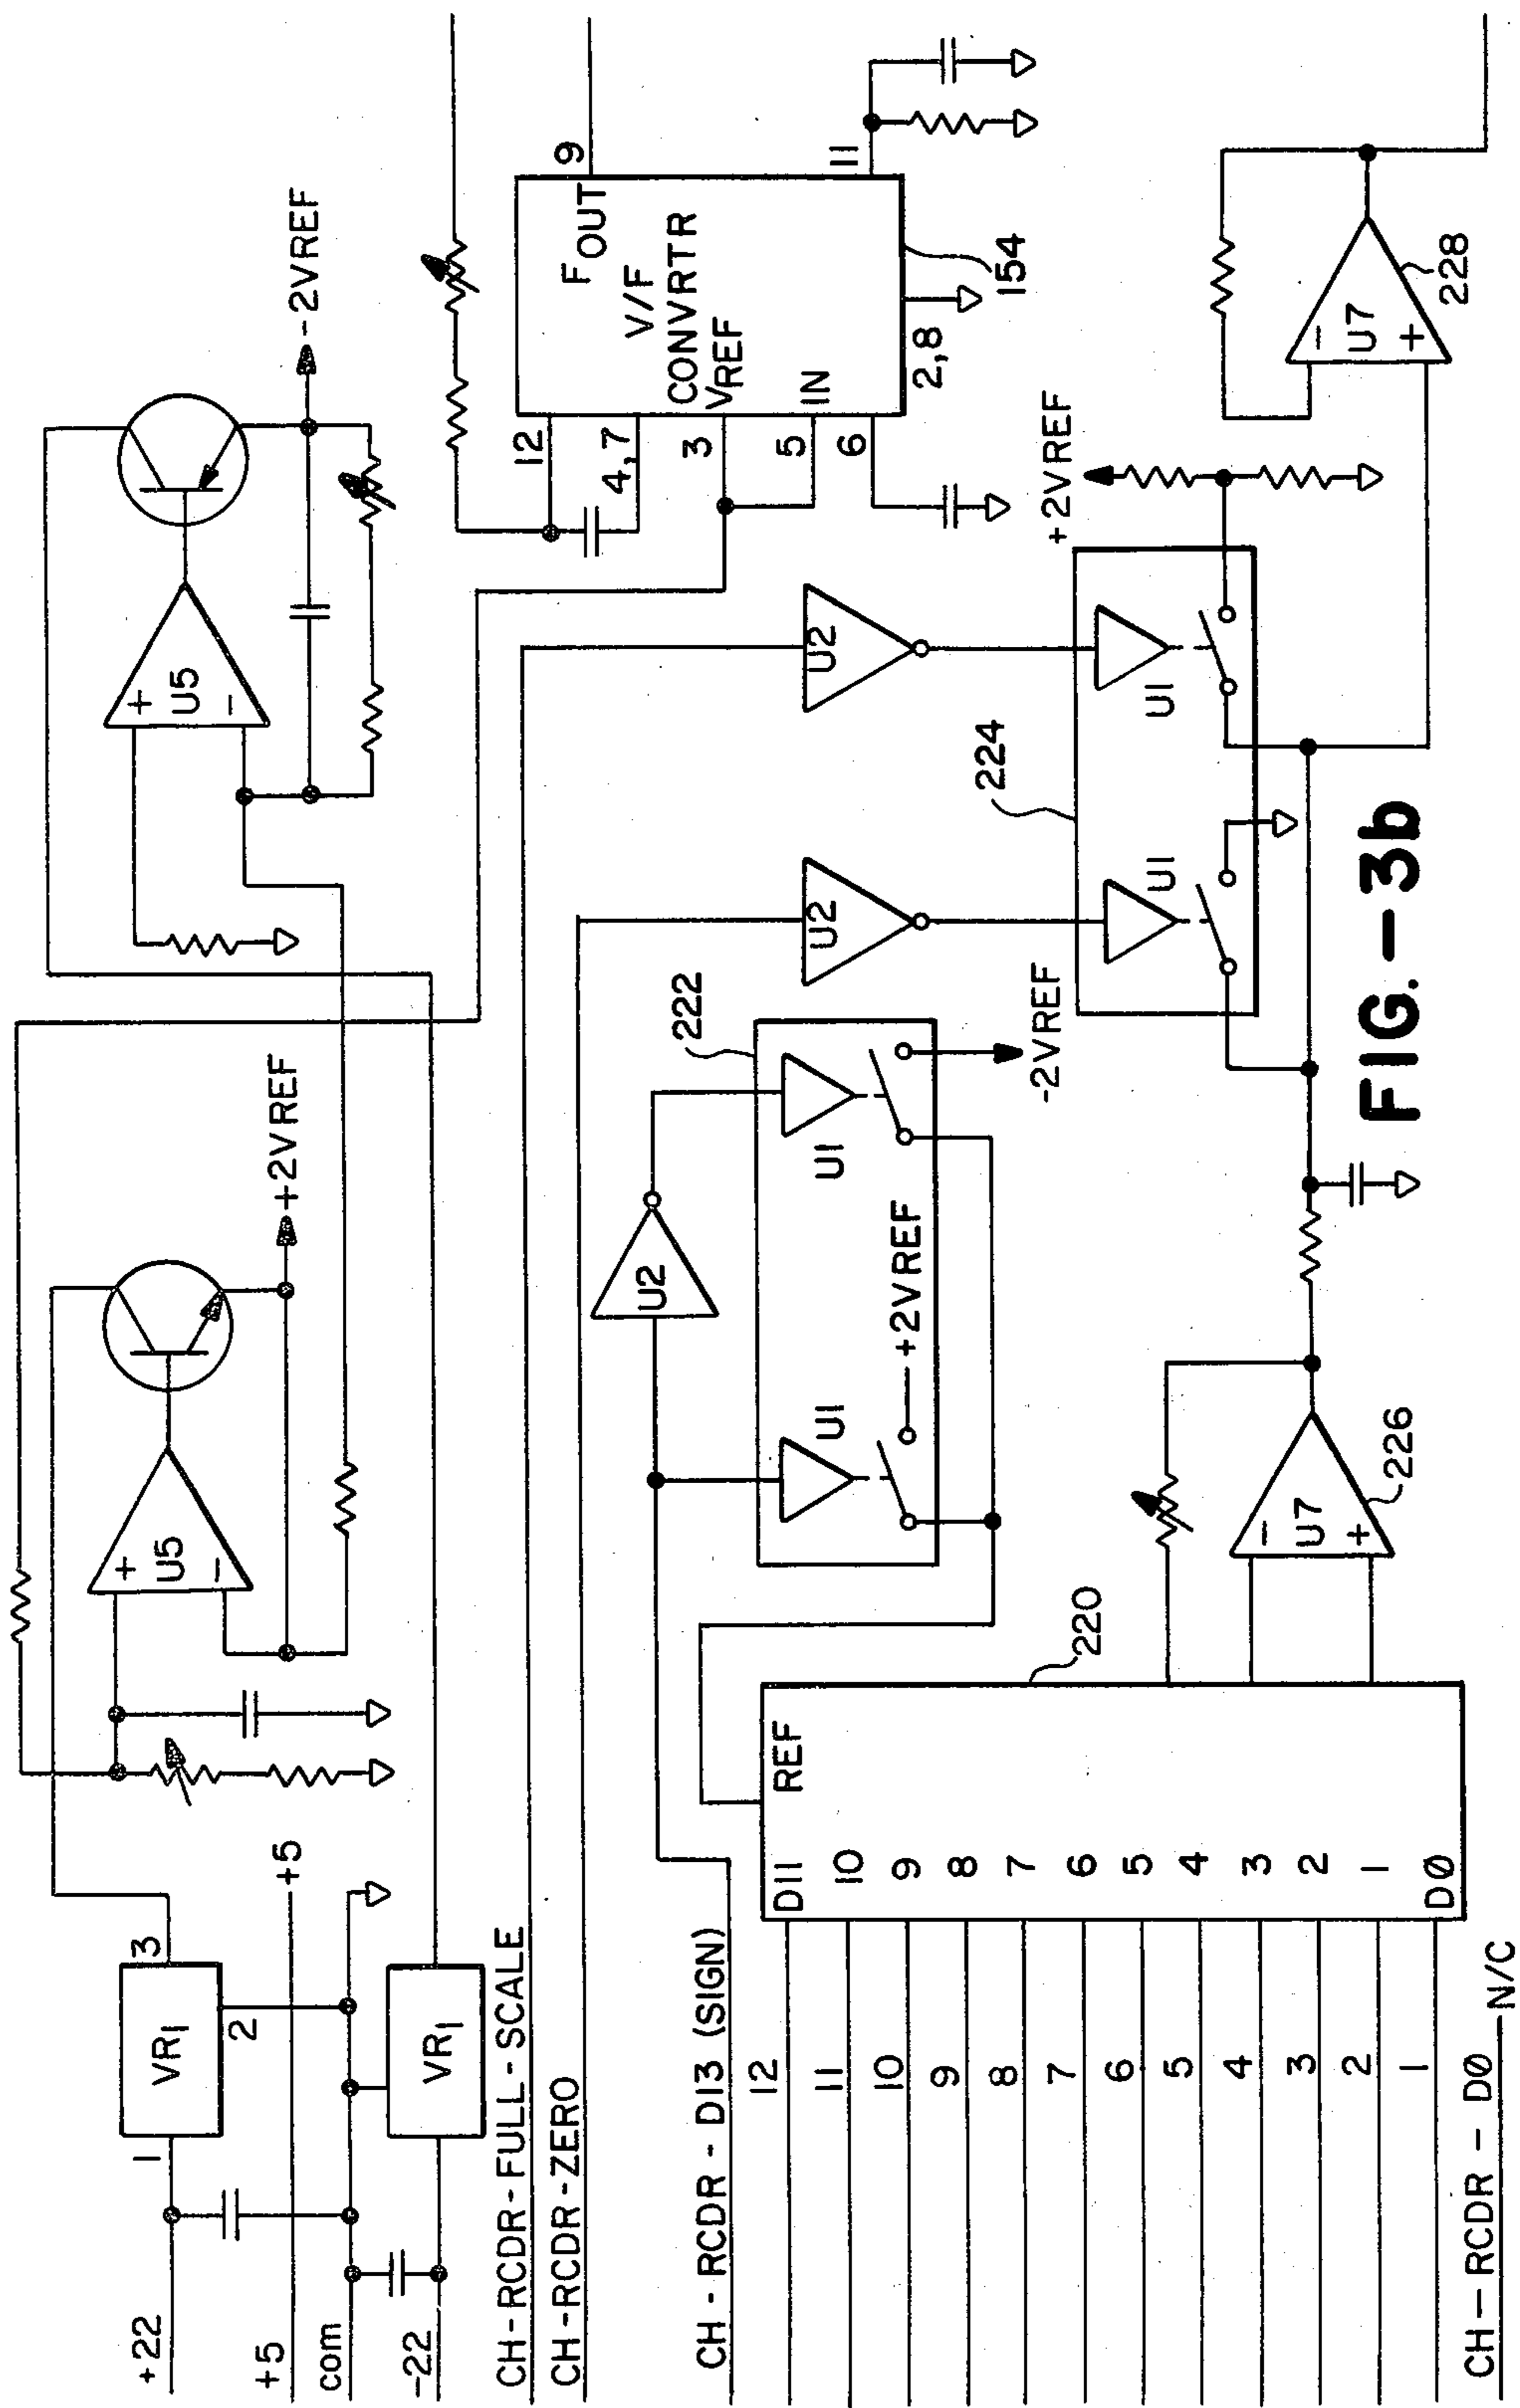 +22
+5
com
-22
1
VR1
3
2
VR1
+5
+
U5
-
+2VREF
+
U5
-
-2VREF
CH-RCDR-FULL-SCALE
CH-RCDR-ZERO
CH-RCDR-D13 (SIGN)
12
11
10
9
8
7
6
5
4
3
2
1
CH-RCDR-D0 N/C
D11
10
9
8
7
6
5
4
3
2
1
D0
REF
220
U2
222
U1
+2VREF
U1
-2VREF
-
U7
+
226
U2
U2
224
U1
U1
+2VREF
12
4,7
3
5
6
FOUT
V/F
CONVRTR
VREF
IN
9
11
2,8
154
-
U7
+
228
FIG.-3b